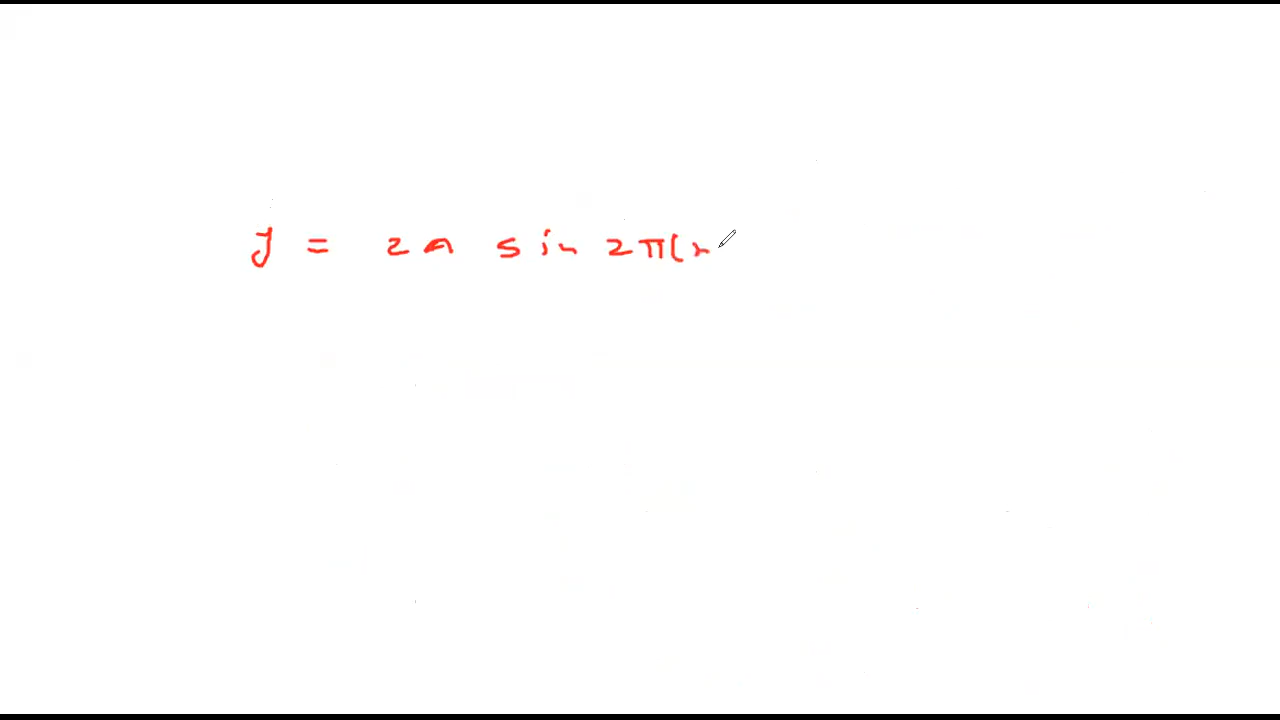 y = 2A sin 2π(x